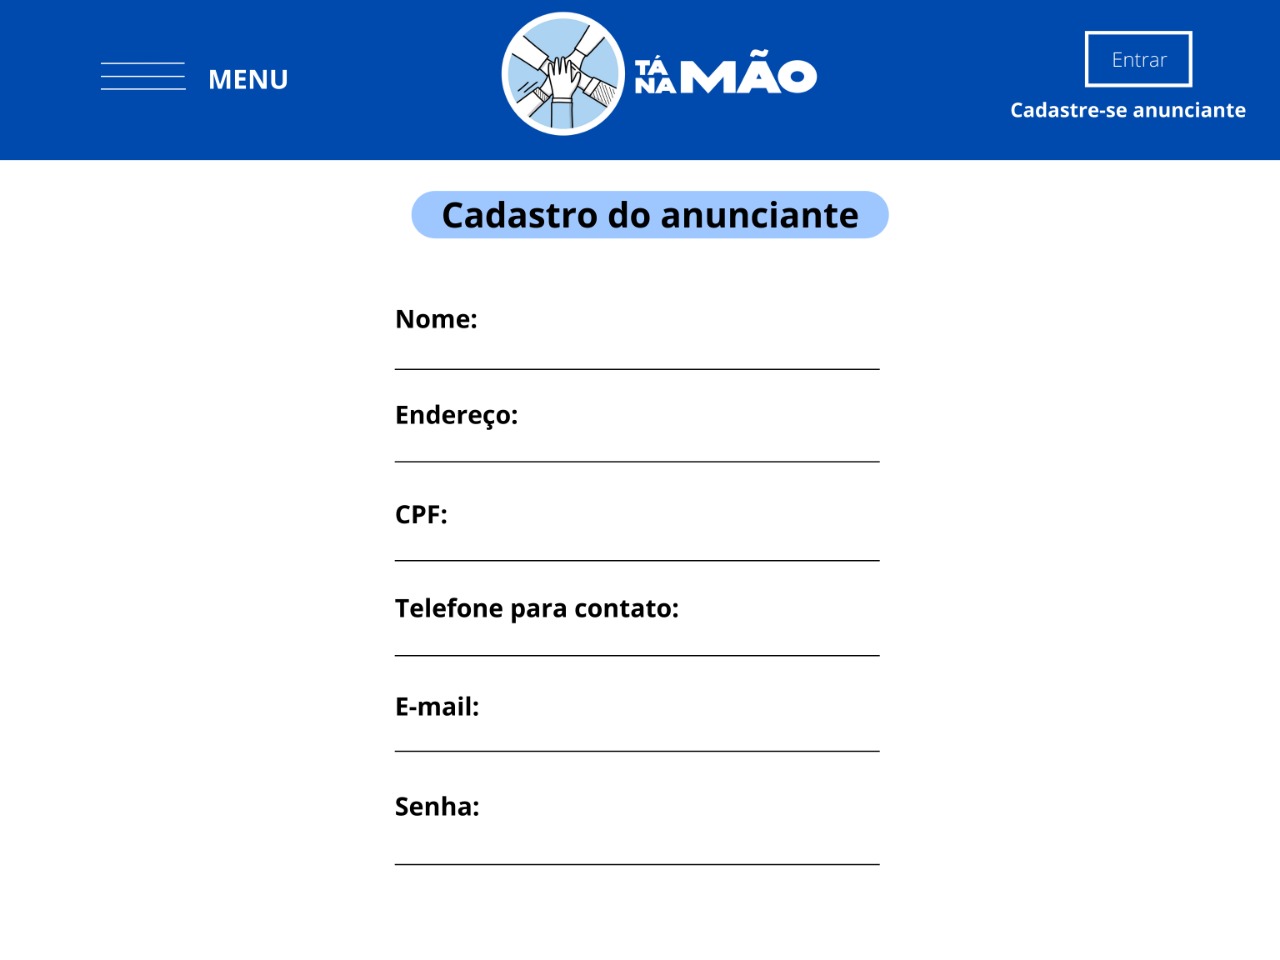 MENU
TÁ
NA MÃO
Entrar
Cadastre-se anunciante
Cadastro do anunciante
Nome:
Endereço:
CPF:
Telefone para contato:
E-mail:
Senha: